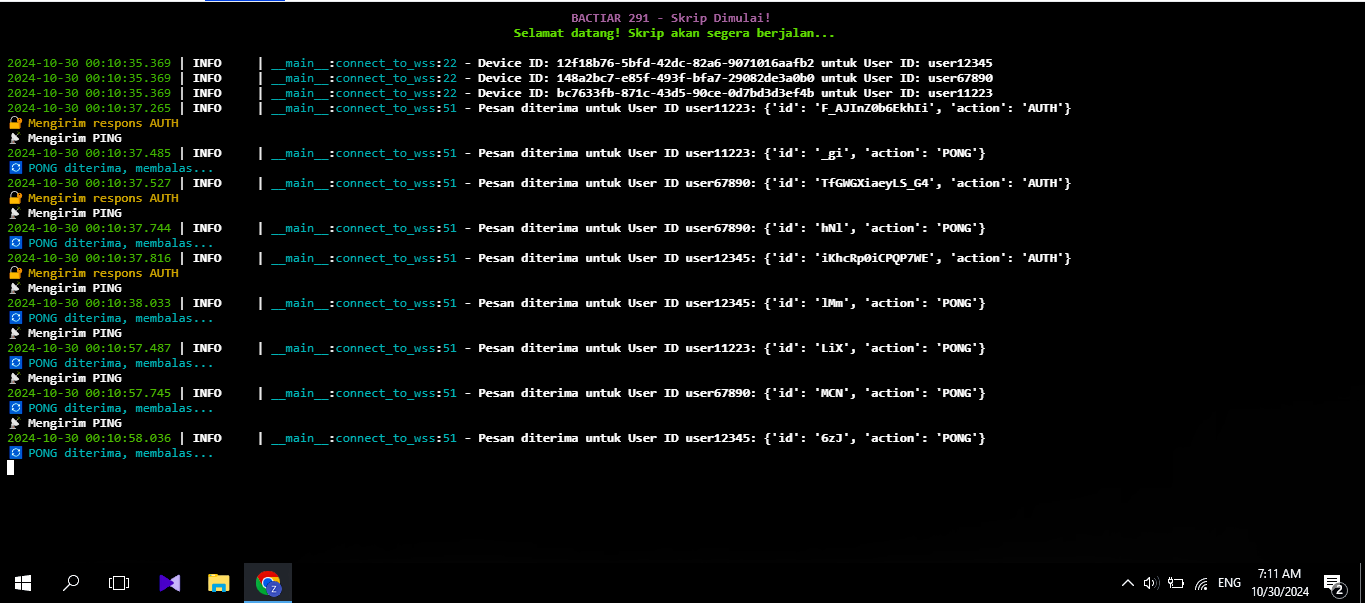 BACTIAR 291 - Skrip Dimulai!
Selamat datang! Skrip akan segera berjalan...
2024-10-30 00:10:35.369 | INFO     | __main__:connect_to_wss:22 - Device ID: 12f18b76-5bfd-42dc-82a6-9071016aafb2 untuk User ID: user12345
2024-10-30 00:10:35.369 | INFO     | __main__:connect_to_wss:22 - Device ID: 148a2bc7-e85f-493f-bfa7-29082de3a0b0 untuk User ID: user67890
2024-10-30 00:10:35.369 | INFO     | __main__:connect_to_wss:22 - Device ID: bc7633fb-871c-43d5-90ce-0d7bd3d3ef4b untuk User ID: user11223
2024-10-30 00:10:37.265 | INFO     | __main__:connect_to_wss:51 - Pesan diterima untuk User ID user11223: {'id': 'F_AJInZ0b6EkhIi', 'action': 'AUTH'}
Mengirim respons AUTH
Mengirim PING
2024-10-30 00:10:37.485 | INFO     | __main__:connect_to_wss:51 - Pesan diterima untuk User ID user11223: {'id': '_gi', 'action': 'PONG'}
PONG diterima, membalas...
2024-10-30 00:10:37.527 | INFO     | __main__:connect_to_wss:51 - Pesan diterima untuk User ID user67890: {'id': 'TfGWGXiaeyLS_G4', 'action': 'AUTH'}
Mengirim respons AUTH
Mengirim PING
2024-10-30 00:10:37.744 | INFO     | __main__:connect_to_wss:51 - Pesan diterima untuk User ID user67890: {'id': 'hNl', 'action': 'PONG'}
PONG diterima, membalas...
2024-10-30 00:10:37.816 | INFO     | __main__:connect_to_wss:51 - Pesan diterima untuk User ID user12345: {'id': 'iKhcRp0iCPQP7WE', 'action': 'AUTH'}
Mengirim respons AUTH
Mengirim PING
2024-10-30 00:10:38.033 | INFO     | __main__:connect_to_wss:51 - Pesan diterima untuk User ID user12345: {'id': 'lMm', 'action': 'PONG'}
PONG diterima, membalas...
Mengirim PING
2024-10-30 00:10:57.487 | INFO     | __main__:connect_to_wss:51 - Pesan diterima untuk User ID user11223: {'id': 'LiX', 'action': 'PONG'}
PONG diterima, membalas...
Mengirim PING
2024-10-30 00:10:57.745 | INFO     | __main__:connect_to_wss:51 - Pesan diterima untuk User ID user67890: {'id': 'MCN', 'action': 'PONG'}
PONG diterima, membalas...
Mengirim PING
2024-10-30 00:10:58.036 | INFO     | __main__:connect_to_wss:51 - Pesan diterima untuk User ID user12345: {'id': '6zJ', 'action': 'PONG'}
PONG diterima, membalas...
Z
ENG
7:11 AM
10/30/2024
2